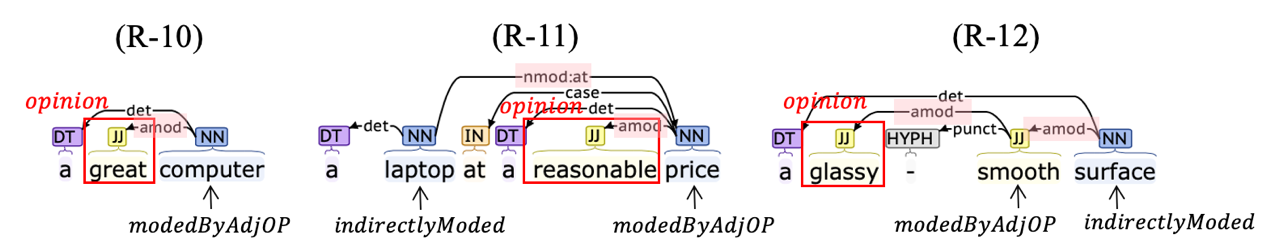 (R-10) (R-11) (R-12)
nmod:at
opinion det case opinion det opinion det
amod det amod amod punct amod
DT JJ NN DT NN IN DT JJ NN DT JJ HYPH JJ NN
a great computer a laptop at a reasonable price a glassy - smooth surface
modedByAdjOP indirectlyModed modedByAdjOP modedByAdjOP indirectlyModed